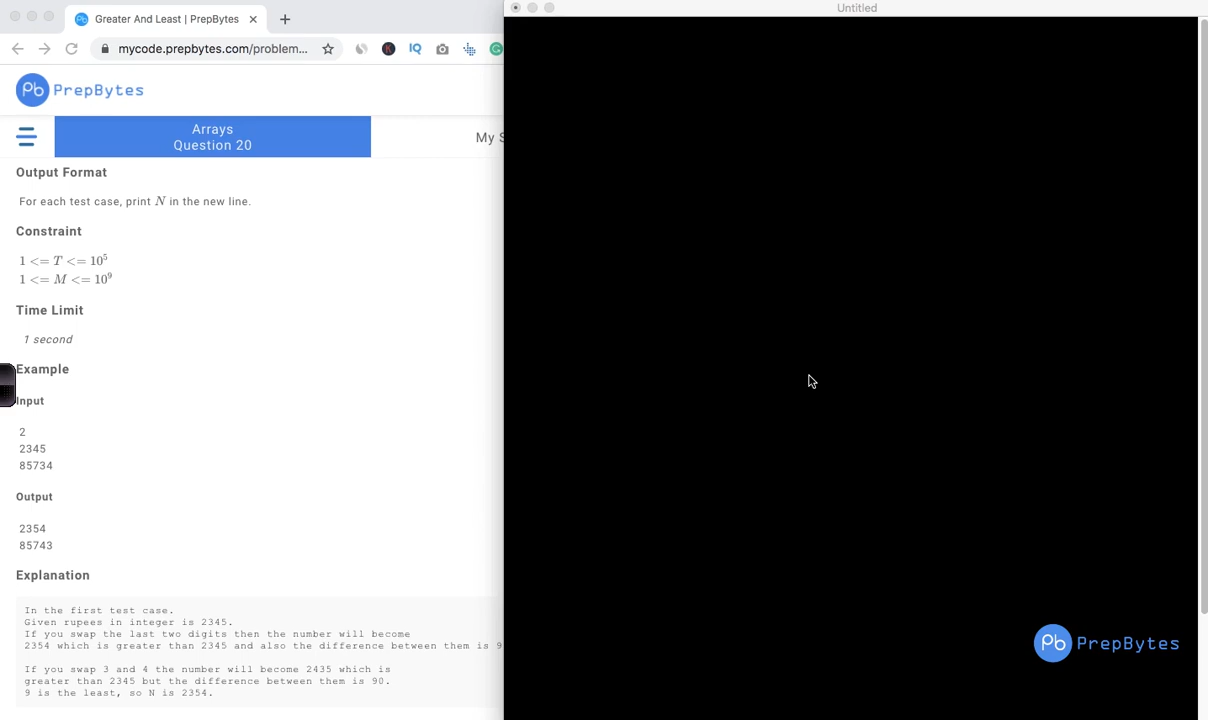 Greater And Least | PrepBytes
Untitled
mycode.prepbytes.com/problem...
IQ
Pb PrepBytes
Arrays
Question 20
My S
Output Format
For each test case, print N in the new line.
Constraint
1 <= T <= 10⁵
1 <= M <= 10⁹
Time Limit
1 second
Example
Input
2
2345
85734
Output
2354
85743
Explanation
In the first test case.
Given rupees in integer is 2345.
If you swap the last two digits then the number will become
2354 which is greater than 2345 and also the difference between them is 9
If you swap 3 and 4 the number will become 2435 which is
greater than 2345 but the difference between them is 90.
9 is the least, so N is 2354.
Pb PrepBytes